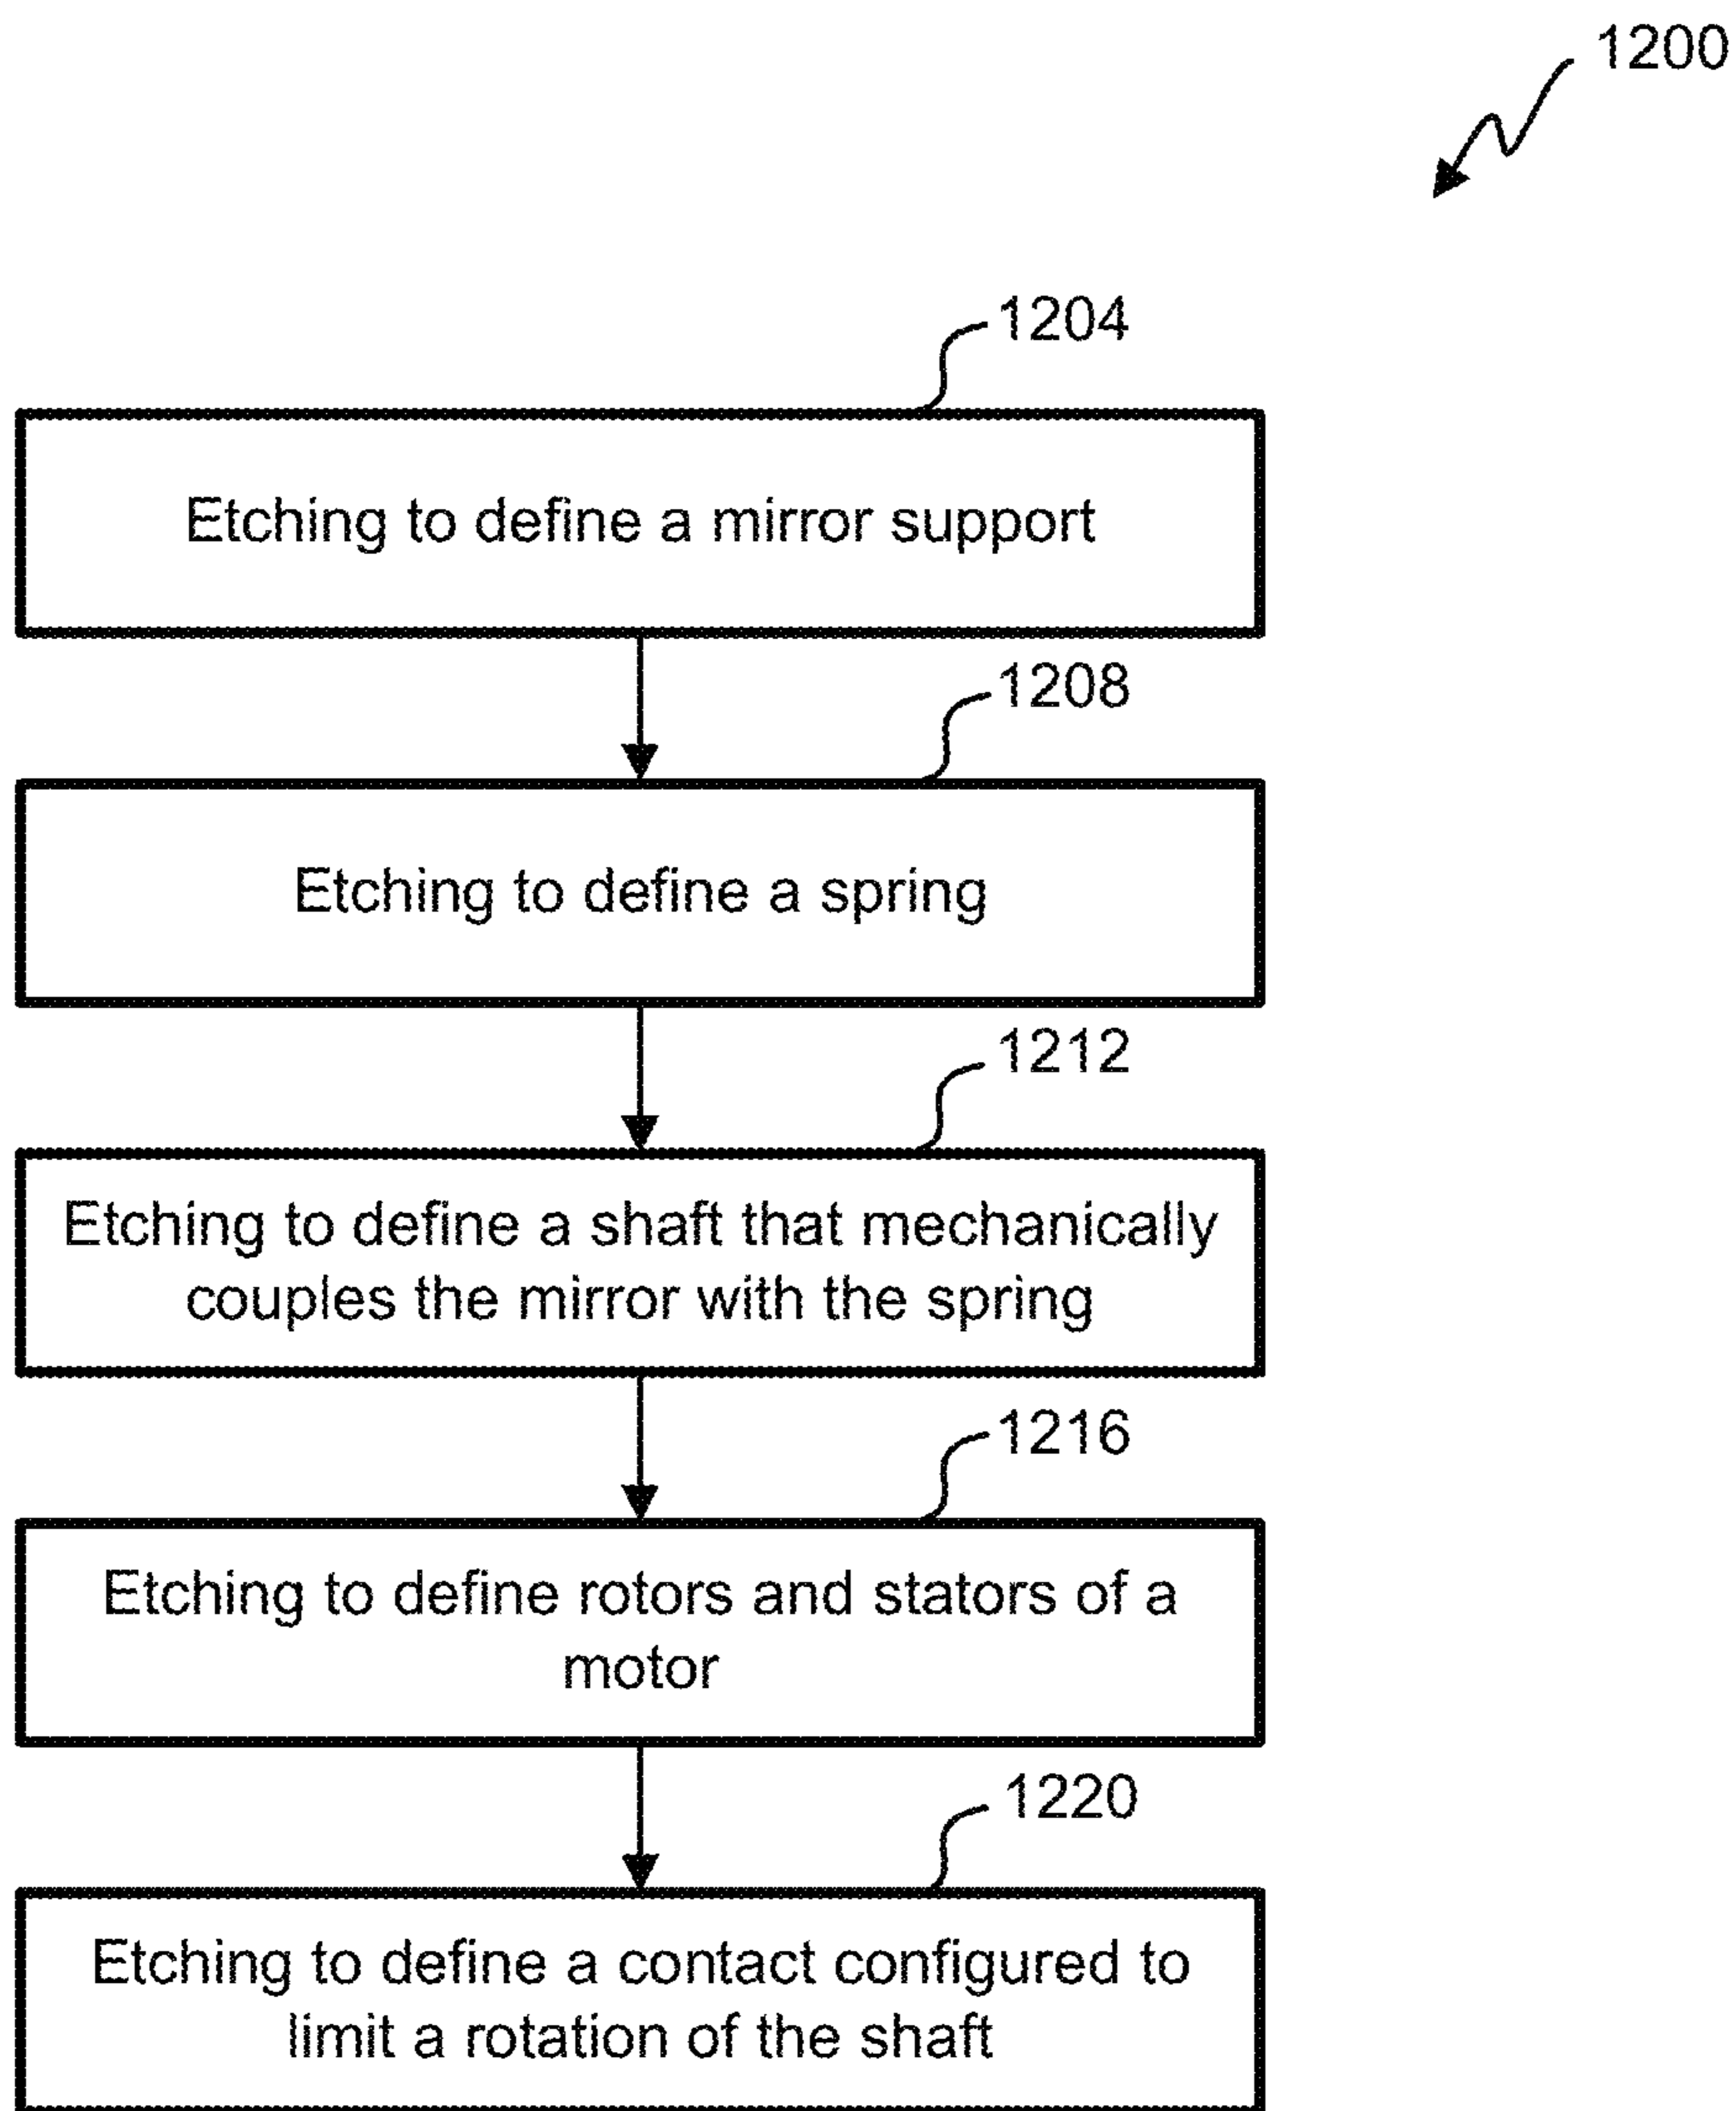 1200
1204
Etching to define a mirror support
1208
Etching to define a spring
1212
Etching to define a shaft that mechanically
couples the mirror with the spring
1216
Etching to define rotors and stators of a
motor
1220
Etching to define a contact configured to
limit a rotation of the shaft